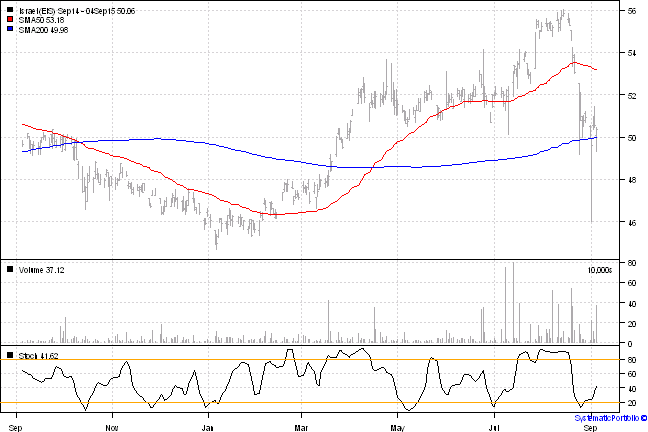 Israel (EIS) Sep14 - 04Sep15 50.06
SMA50 53.18
SMA200 49.98
56
54
52
50
48
46
Volume 37.12
10,000s
80
60
40
20
0
Stoch 41.62
80
60
40
20
Sep
Nov
Jan
Mar
May
Jul
Sep
SystematicPortfolio ©